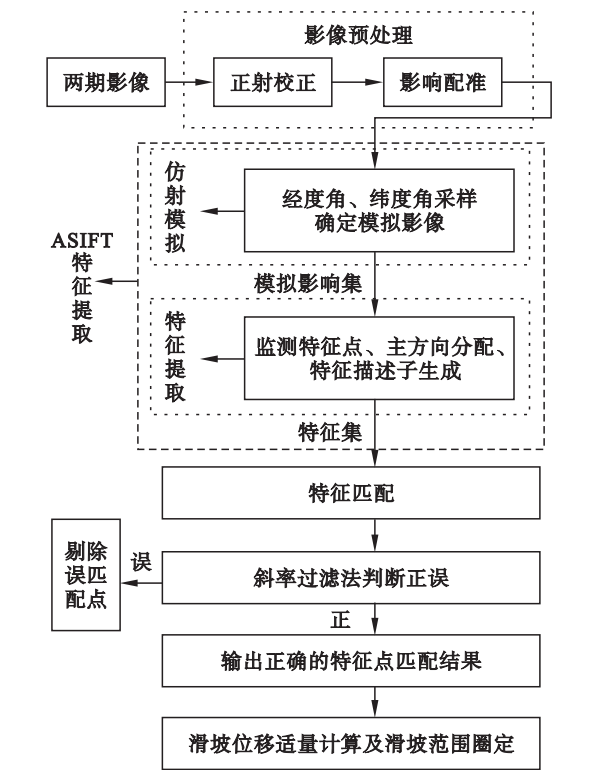 影像预处理
两期影像
正射校正
影响配准
仿射模拟
经度角、纬度角采样
确定模拟影像
ASIFT
特征提取
模拟影响集
特征提取
监测特征点、主方向分配、
特征描述子生成
特征集
特征匹配
剔除
误匹
配点
误
斜率过滤法判断正误
正
输出正确的特征点匹配结果
滑坡位移适量计算及滑坡范围圈定